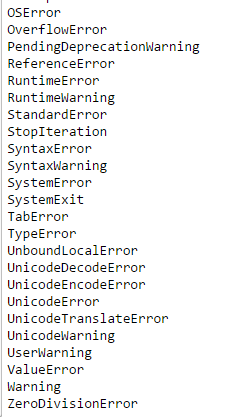 OSError
OverflowError
PendingDeprecationWarning
ReferenceError
RuntimeError
RuntimeWarning
StandardError
StopIteration
SyntaxError
SyntaxWarning
SystemError
SystemExit
TabError
TypeError
UnboundLocalError
UnicodeDecodeError
UnicodeEncodeError
UnicodeError
UnicodeTranslateError
UnicodeWarning
UserWarning
ValueError
Warning
ZeroDivisionError